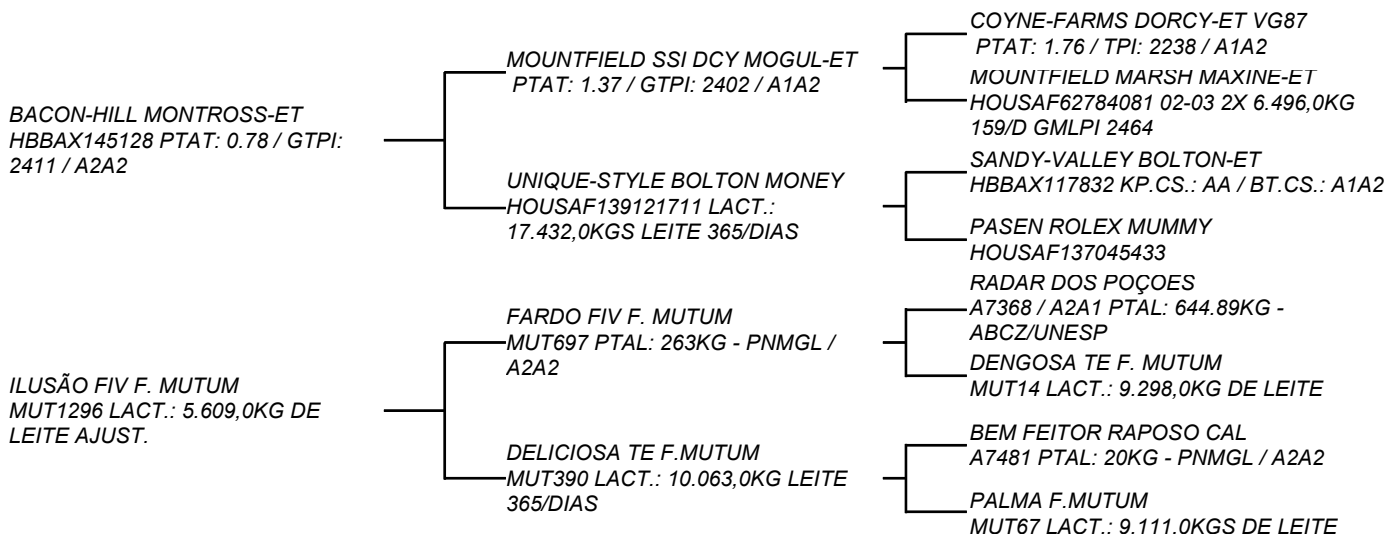 BACON-HILL MONTROSS-ET
HBBAX145128 PTAT: 0.78 / GTPI:
2411 / A2A2
ILUSÃO FIV F. MUTUM
MUT1296 LACT.: 5.609,0KG DE
LEITE AJUST.
MOUNTFIELD SSI DCY MOGUL-ET
PTAT: 1.37 / GTPI: 2402 / A1A2
UNIQUE-STYLE BOLTON MONEY
HOUSAF139121711 LACT.:
17.432,0KGS LEITE 365/DIAS
FARDO FIV F. MUTUM
MUT697 PTAL: 263KG - PNMGL /
A2A2
DELICIOSA TE F.MUTUM
MUT390 LACT.: 10.063,0KG LEITE
365/DIAS
COYNE-FARMS DORCY-ET VG87
PTAT: 1.76 / TPI: 2238 / A1A2
MOUNTFIELD MARSH MAXINE-ET
HOUSAF62784081 02-03 2X 6.496,0KG
159/D GMLPI 2464
SANDY-VALLEY BOLTON-ET
HBBAX117832 KP.CS.: AA / BT.CS.: A1A2
PASEN ROLEX MUMMY
HOUSAF137045433
RADAR DOS POÇOES
A7368 / A2A1 PTAL: 644.89KG -
ABCZ/UNESP
DENGOSA TE F. MUTUM
MUT14 LACT.: 9.298,0KG DE LEITE
BEM FEITOR RAPOSO CAL
A7481 PTAL: 20KG - PNMGL / A2A2
PALMA F.MUTUM
MUT67 LACT.: 9.111.0KGS DE LEITE